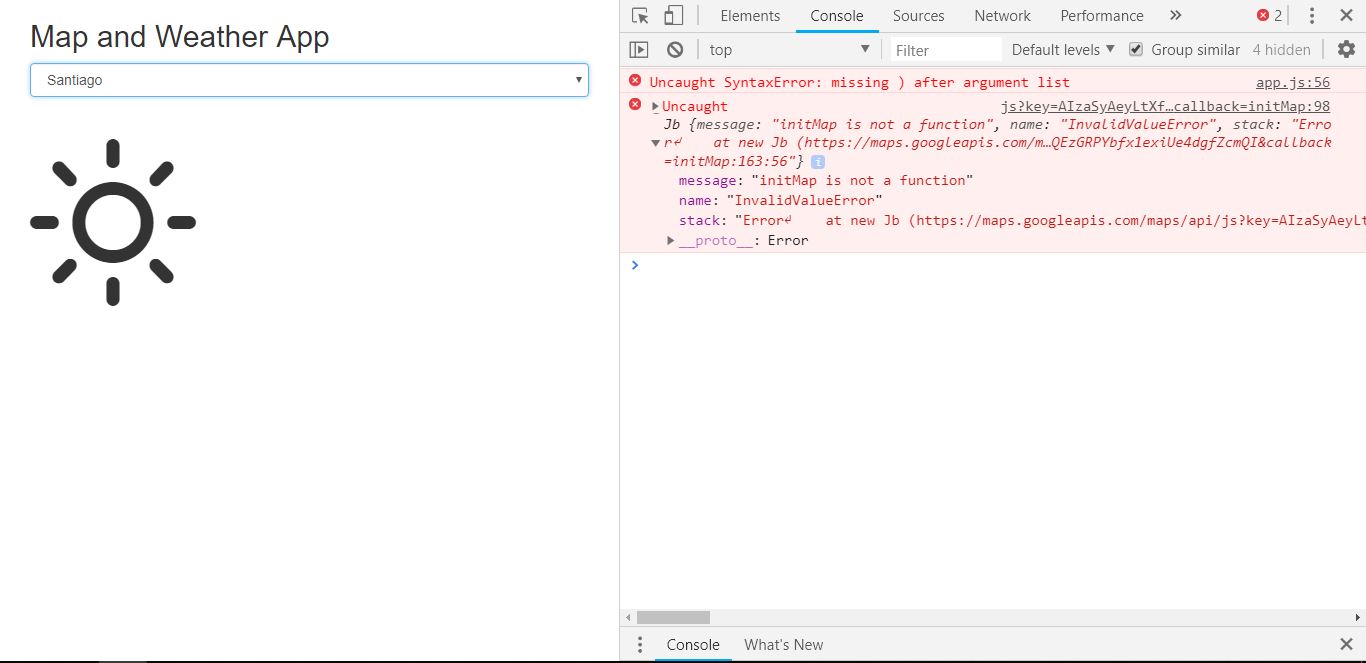 Map and Weather App
Santiago
Elements Console Sources Network Performance 2
top Filter Default levels Group similar 4 hidden
Uncaught SyntaxError: missing ) after argument list app.js:56
Uncaught js?key=AIzaSyAeyLtXf…callback=initMap:98
Jb {message: "initMap is not a function", name: "InvalidValueError", stack: "Erro
r↵ at new Jb (https://maps.googleapis.com/m…QEzGRPYbfx1exiUe4dgfZcmQI&callback
=initMap:163:56"}
message: "initMap is not a function"
name: "InvalidValueError"
stack: "Error↵ at new Jb (https://maps.googleapis.com/maps/api/js?key=AIzaSyAeyLt
__proto__: Error
Console What's New